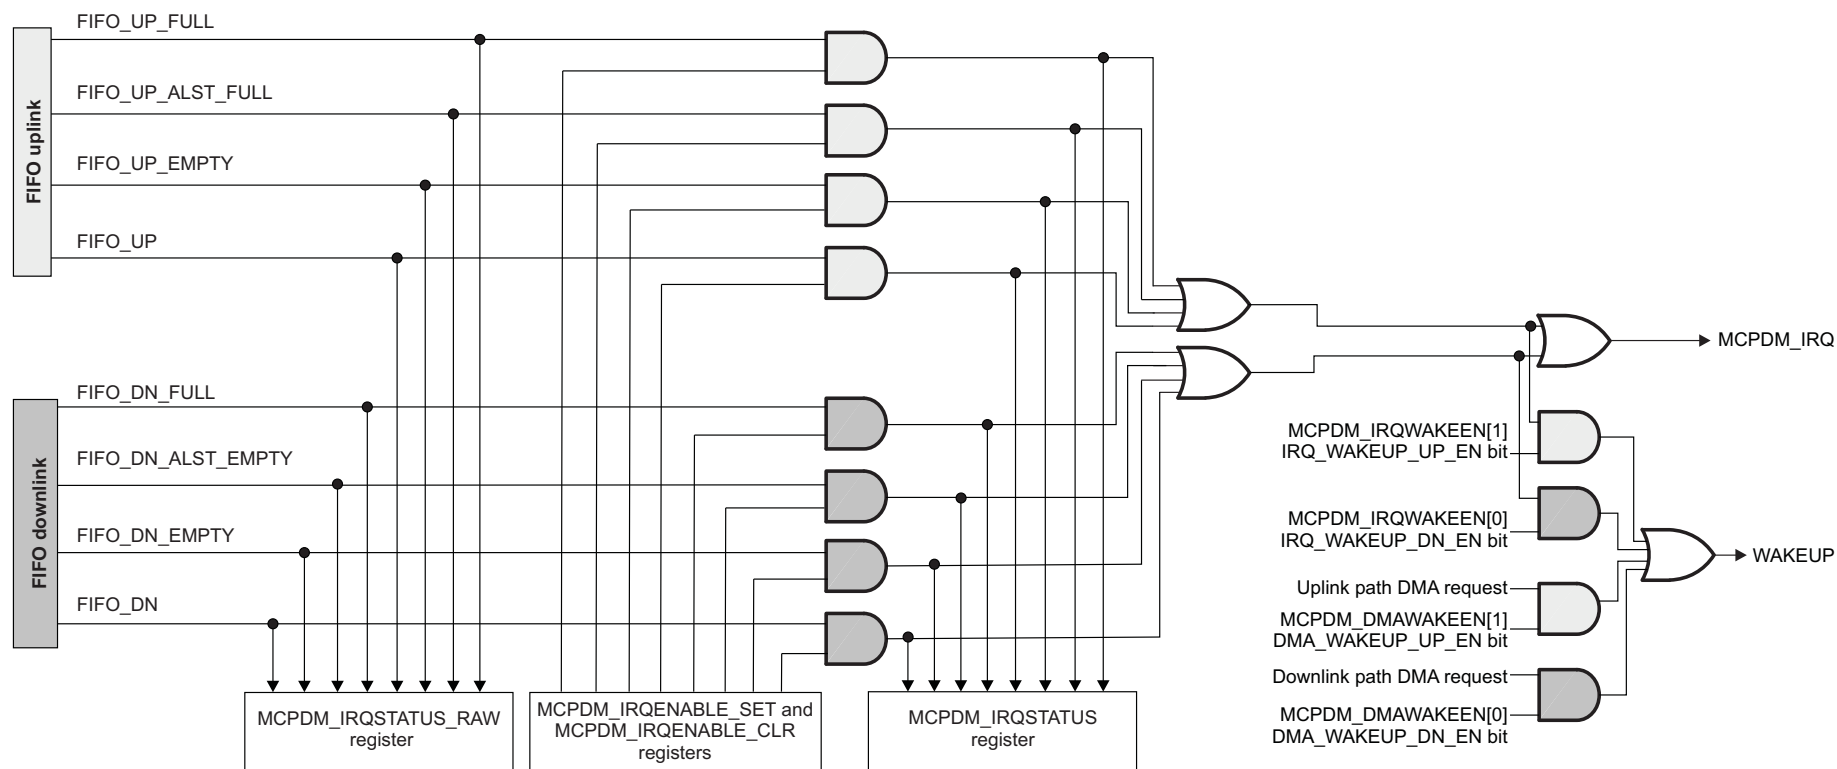 FIFO uplink
FIFO_UP_FULL
FIFO_UP_ALST_FULL
FIFO_UP_EMPTY
FIFO_UP
FIFO downlink
FIFO_DN_FULL
FIFO_DN_ALST_EMPTY
FIFO_DN_EMPTY
FIFO_DN
MCPDM_IRQSTATUS_RAW
register
MCPDM_IRQENABLE_SET and
MCPDM_IRQENABLE_CLR
registers
MCPDM_IRQSTATUS
register
MCPDM_IRQ
MCPDM_IRQWAKEEN[1]
IRQ_WAKEUP_UP_EN bit
MCPDM_IRQWAKEEN[0]
IRQ_WAKEUP_DN_EN bit
WAKEUP
Uplink path DMA request
MCPDM_DMAWAKEEN[1]
DMA_WAKEUP_UP_EN bit
Downlink path DMA request
MCPDM_DMAWAKEEN[0]
DMA_WAKEUP_DN_EN bit